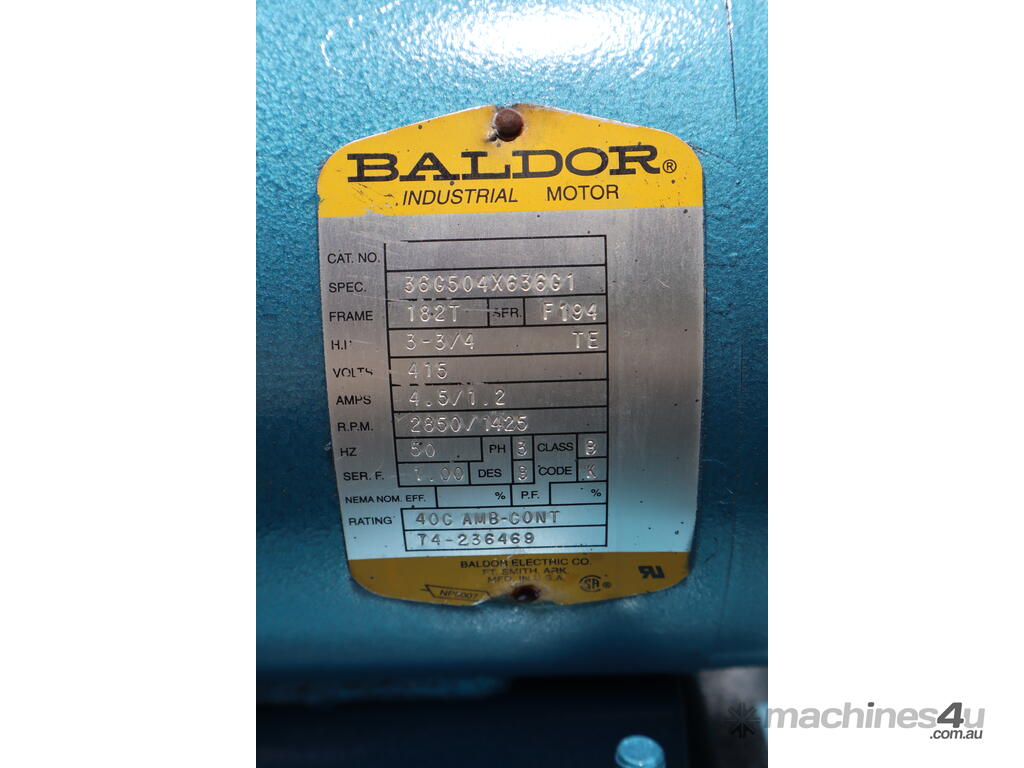 BALDOR®
INDUSTRIAL MOTOR
CAT. NO.
SPEC. 36G504X636G1
FRAME 182T SER. F194
H.P. 3-3/4 TE
VOLTS 415
AMPS 4.5/1.2
R.P.M. 2850/1425
HZ 50 PH 3 CLASS B
SER. F. 1.00 DES B CODE K
NEMA NOM. EFF. % P.F. %
RATING 40C AMB-CONT
T4-236469
BALDOR ELECTRIC CO.
FT. SMITH, ARK.
MFD. IN U.S.A.
SA®
machines4u
.com.au